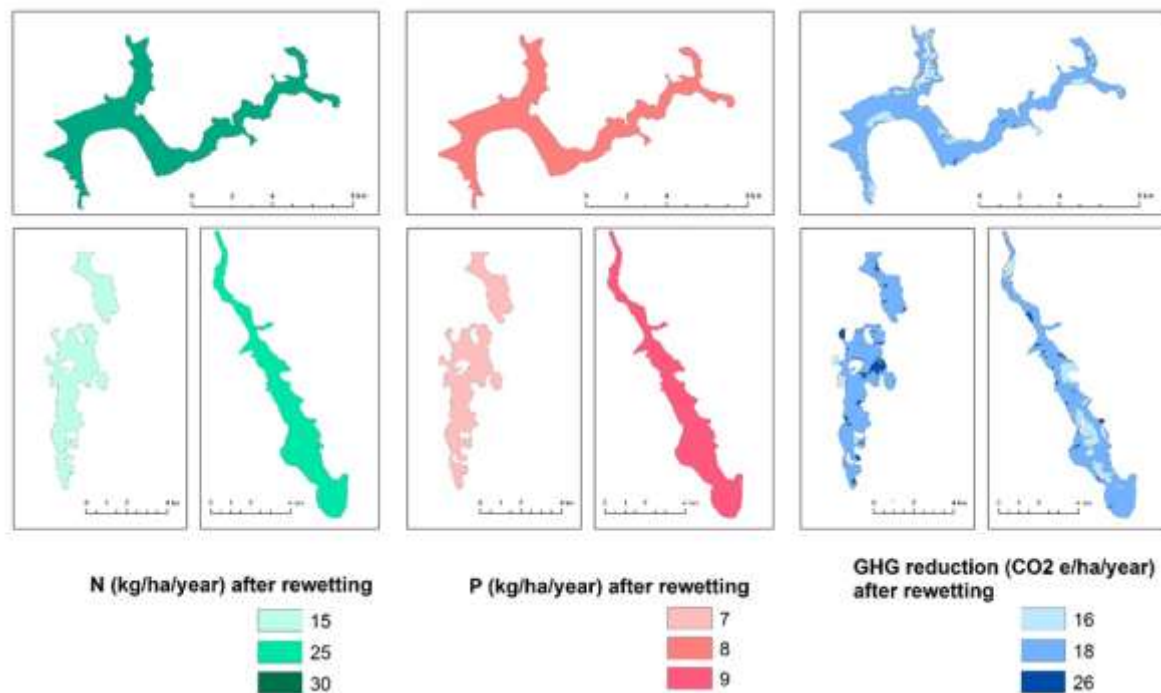 N (kg/ha/year) after rewetting
15
25
30
P (kg/ha/year) after rewetting
7
8
9
GHG reduction (CO2 e/ha/year)
after rewetting
16
18
26